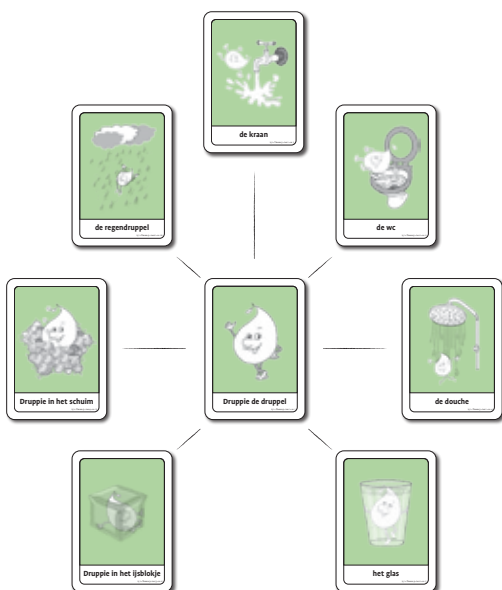 de kraan
de regendruppel
de wc
Druppie in het schuim
Druppie de druppel
de douche
Druppie in het ijsblokje
het glas